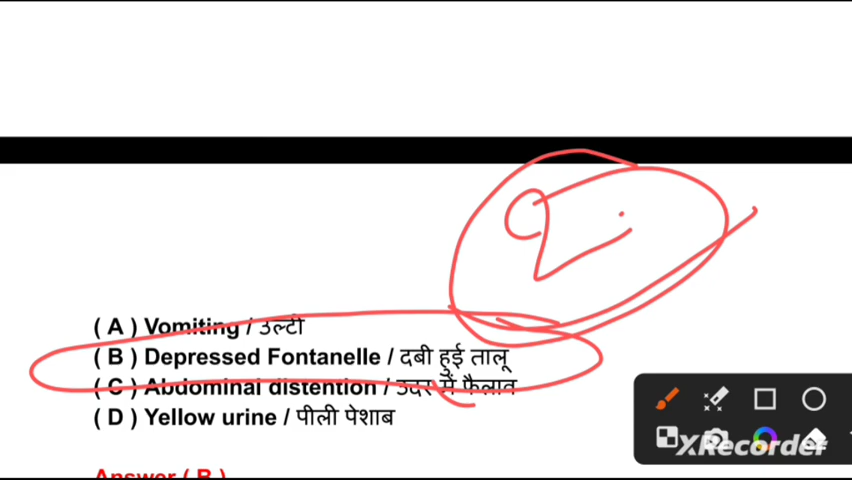 ( A ) Vomiting / उल्टी
( B ) Depressed Fontanelle / दबी हुई तालू
( C ) Abdominal distention / उदर में फैलाव
( D ) Yellow urine / पीली पेशाब
Answer ( B )
XRecorder